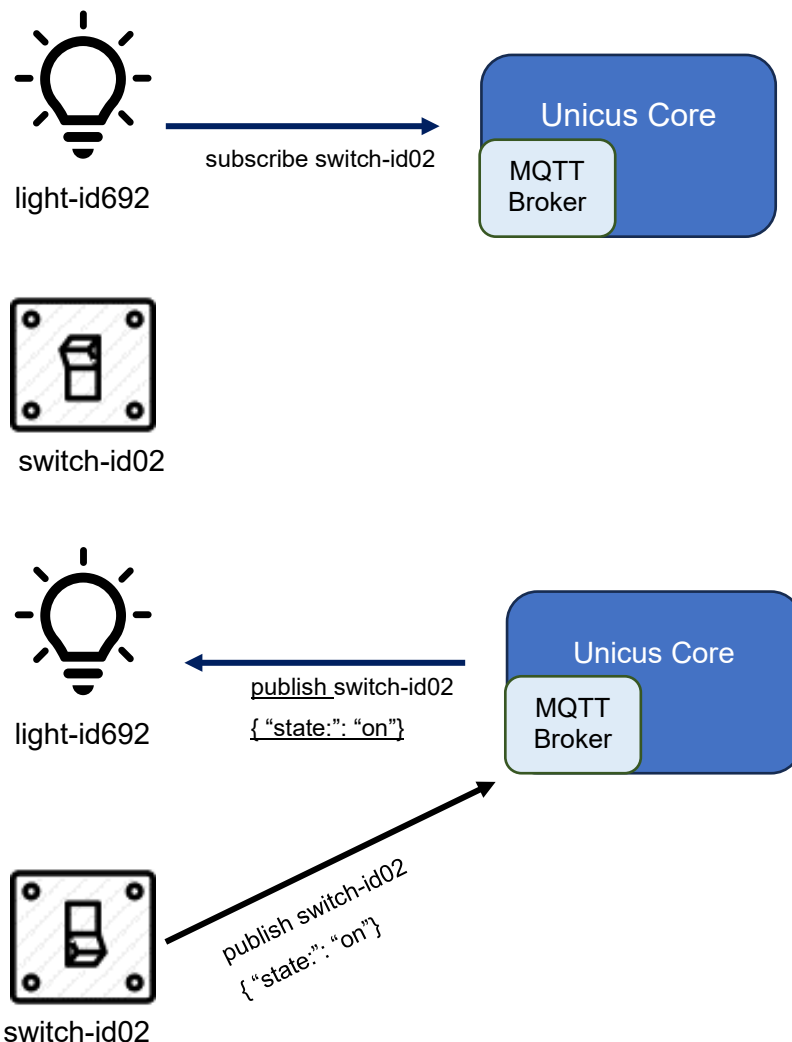 Unicus Core
subscribe switch-id02
MQTT
Broker
light-id692
switch-id02
Unicus Core
publish switch-id02
{ “state:”: “on”}
MQTT
Broker
light-id692
publish switch-id02
{ “state:”: “on”}
switch-id02